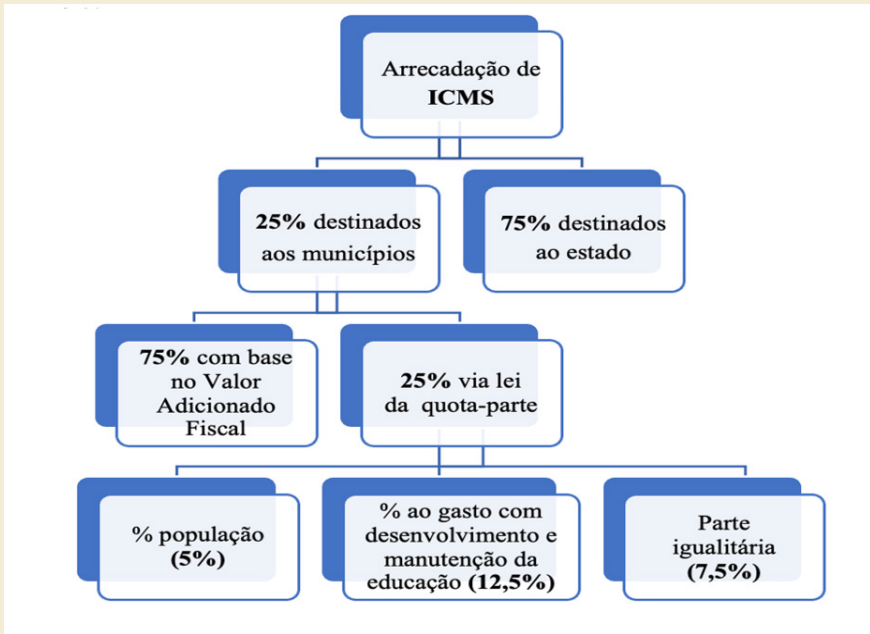 Arrecadação de
ICMS
25% destinados
aos municípios
75% destinados
ao estado
75% com base
no Valor
Adicionado
Fiscal
25% via lei
da quota-parte
% população
(5%)
% ao gasto com
desenvolvimento e
manutenção da
educação (12,5%)
Parte
igualitária
(7,5%)